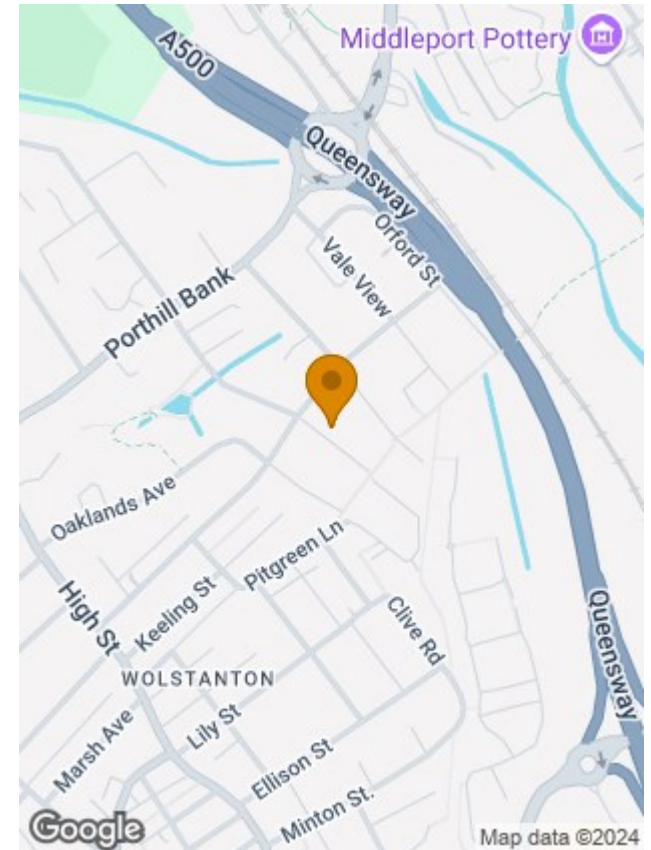 Middleport Pottery
A500
Queensway
Orford St
Vale View
Porthill Bank
Oaklands Ave
Pitgreen Ln
High St
Keeling St
Clive Rd
Queensway
WOLSTANTON
Lily St
Marsh Ave
Ellison St
Minton St.
Google
Map data ©2024